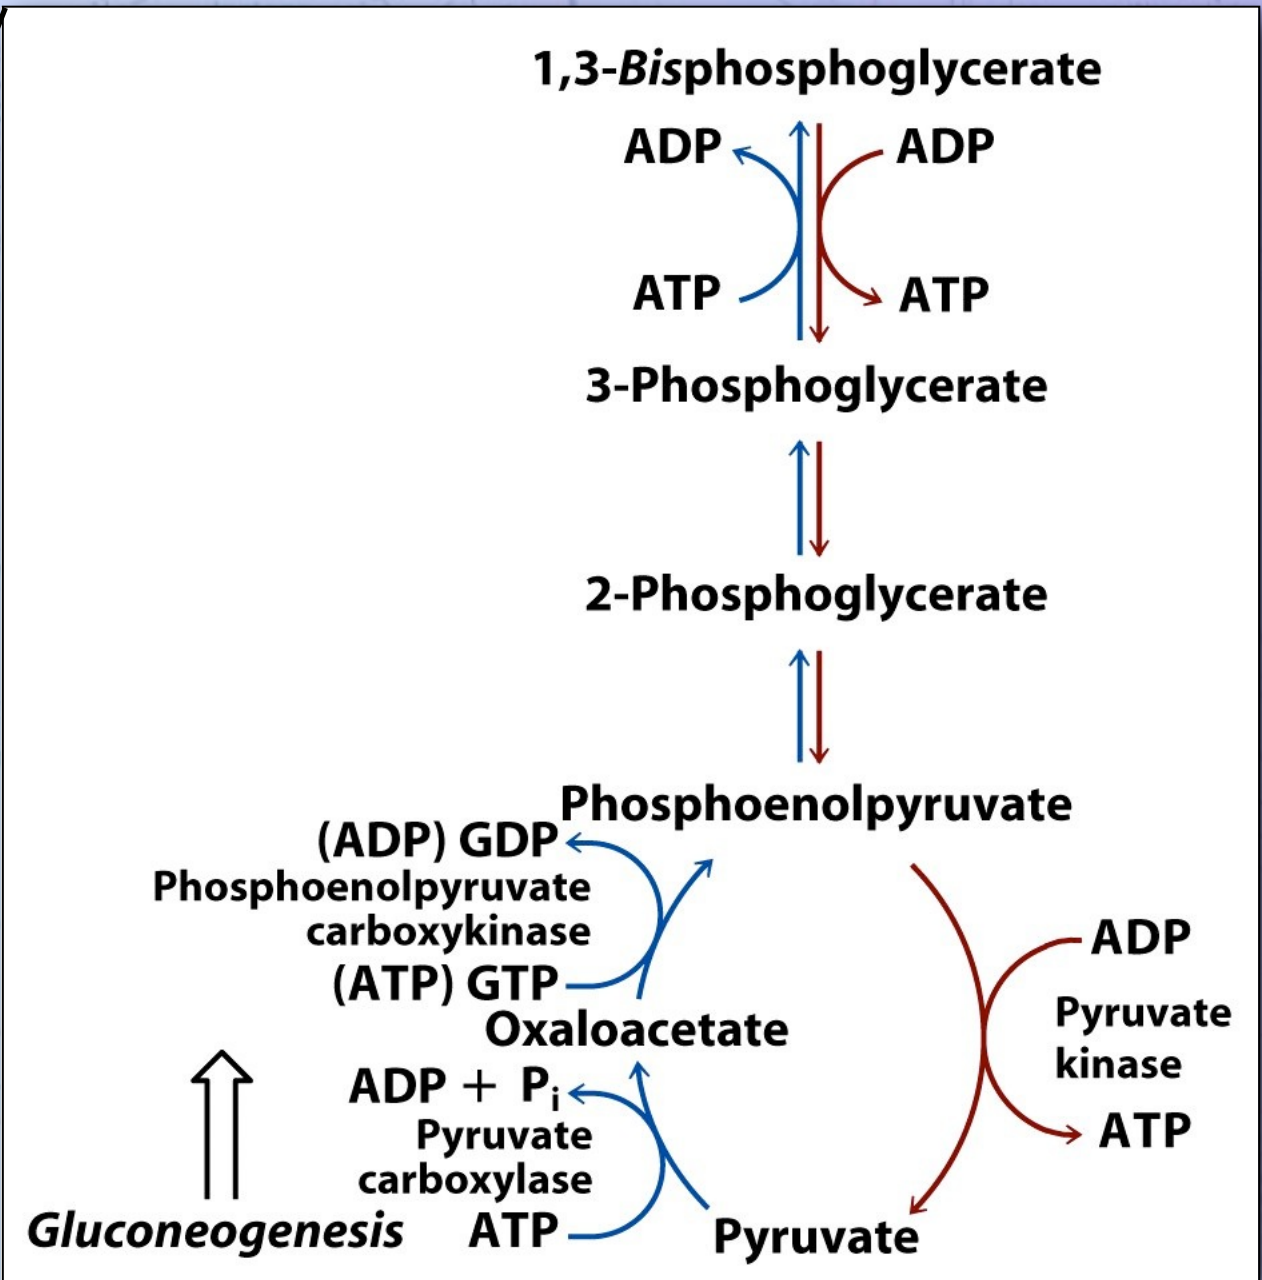 1,3-Bisphosphoglycerate
ADP ADP
ATP ATP
3-Phosphoglycerate
2-Phosphoglycerate
Phosphoenolpyruvate
(ADP) GDP
Phosphoenolpyruvate
carboxykinase
(ATP) GTP
Oxaloacetate
ADP
Pyruvate
kinase
ATP
ADP + Pi
Pyruvate
carboxylase
ATP
Pyruvate
Gluconeogenesis